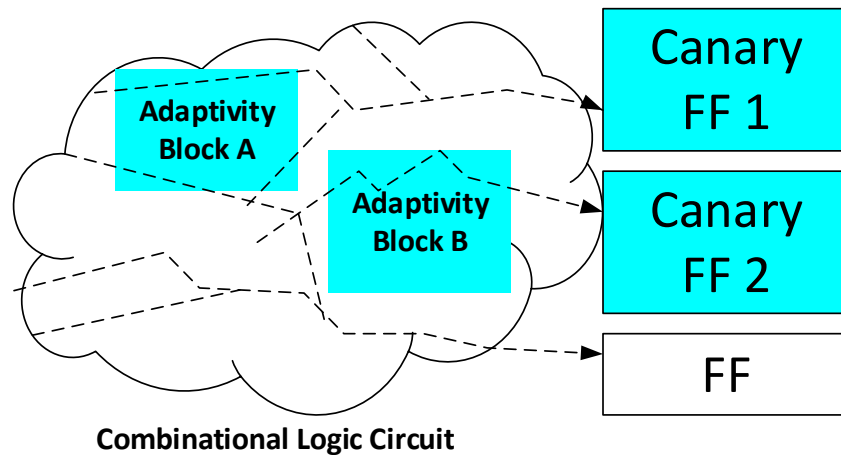 Canary
FF 1
Adaptivity
Block A
Adaptivity
Block B
Canary
FF 2
FF
Combinational Logic Circuit